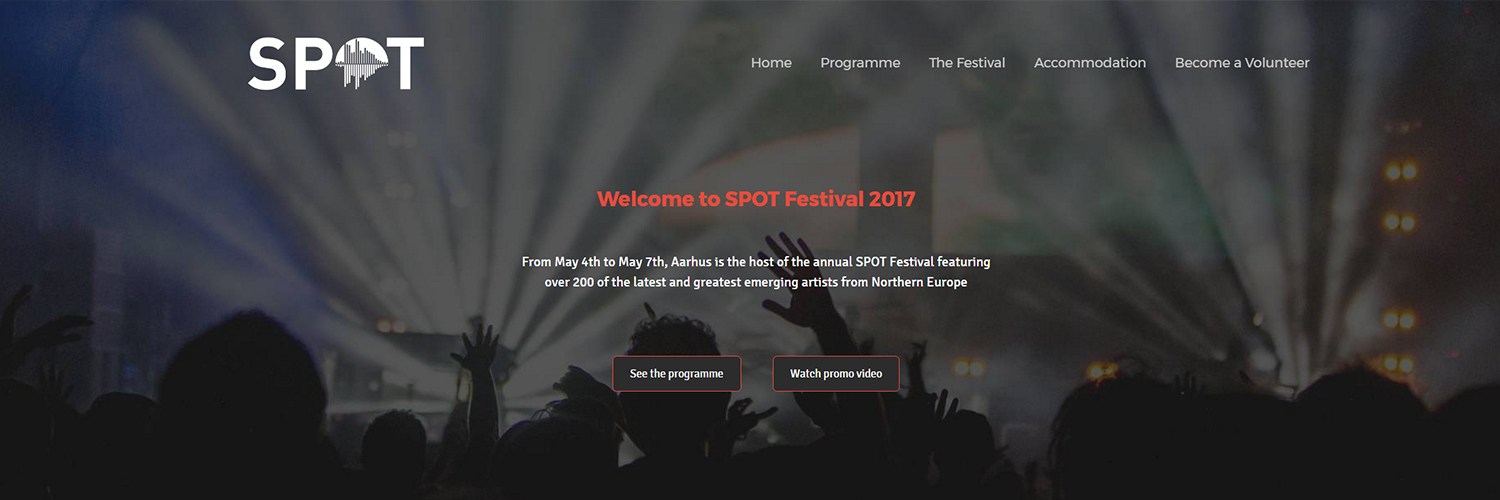 SPOT
Home Programme The Festival Accommodation Become a Volunteer
Welcome to SPOT Festival 2017
From May 4th to May 7th, Aarhus is the host of the annual SPOT Festival featuring
over 200 of the latest and greatest emerging artists from Northern Europe
See the programme Watch promo video